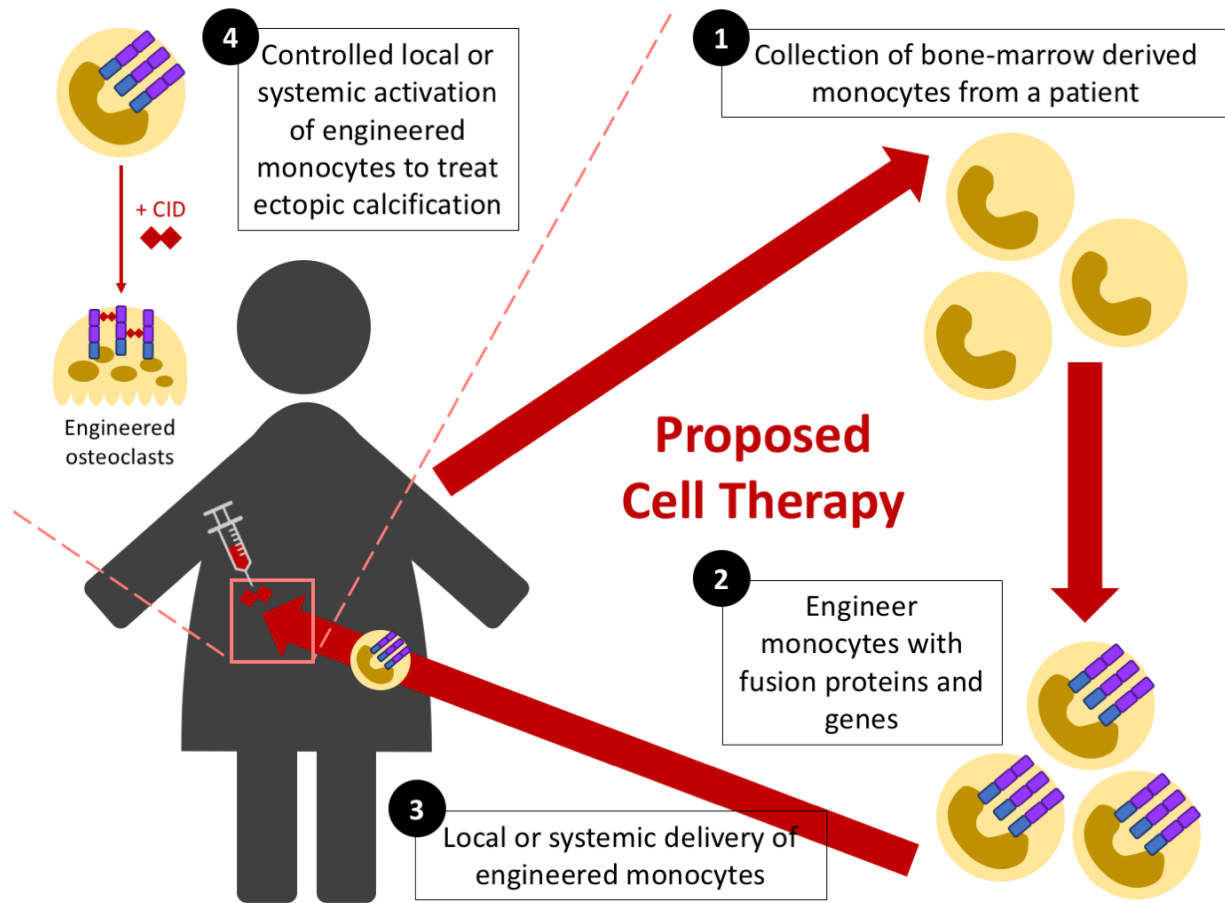 1
Collection of bone-marrow derived
monocytes from a patient
Proposed
Cell Therapy
2
Engineer
monocytes with
fusion proteins and
genes
3
Local or systemic delivery of
engineered monocytes
4
Controlled local or
systemic activation
of engineered
monocytes to treat
ectopic calcification
+ CID
Engineered
osteoclasts